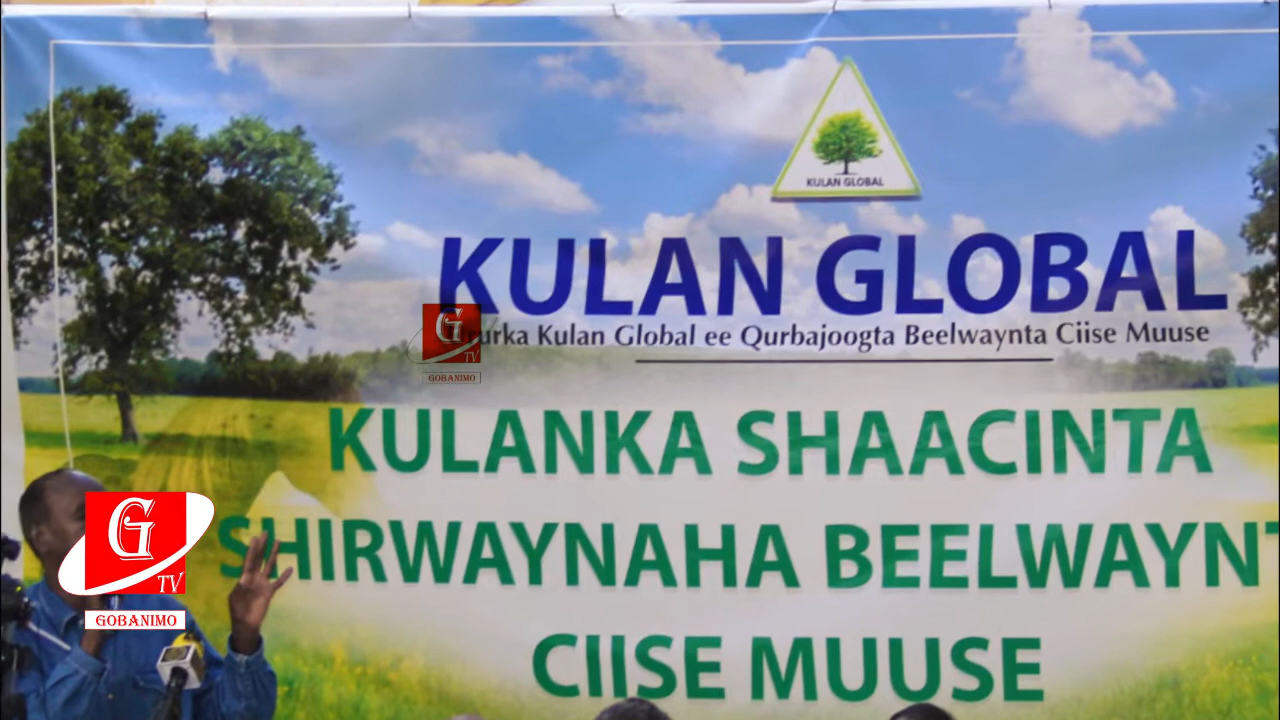 KULAN GLOBAL
KULAN GLOBAL
Kulan Global ee Qurbajoogta Beelwaynta Ciise Muuse
G
TV
GOBANIMO
KULANKA SHAACINTA
SHIRWAYNAHA BEELWAYNT
CIISE MUUSE
G
TV
GOBANIMO